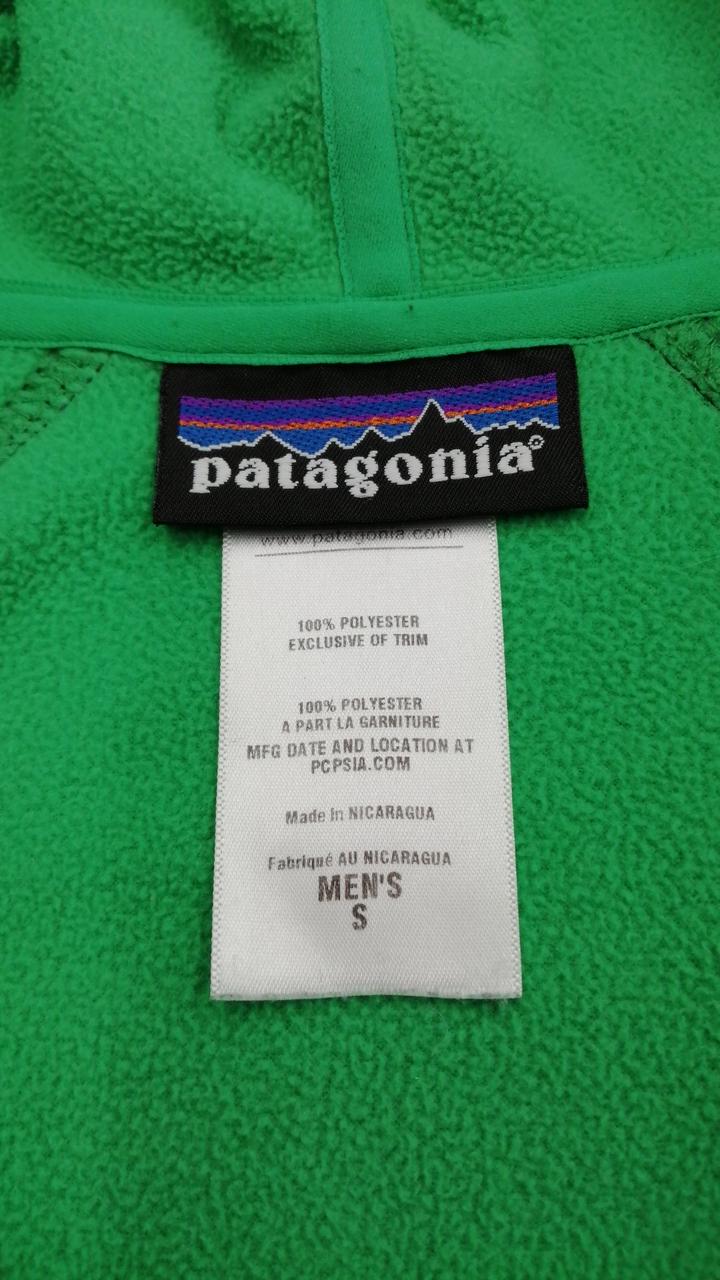 patagonia®
www.patagonia.com
100% POLYESTER
EXCLUSIVE OF TRIM
100% POLYESTER
A PART LA GARNITURE
MFG DATE AND LOCATION AT
PCPSIA.COM
Made in NICARAGUA
Fabriqué AU NICARAGUA
MEN'S
S